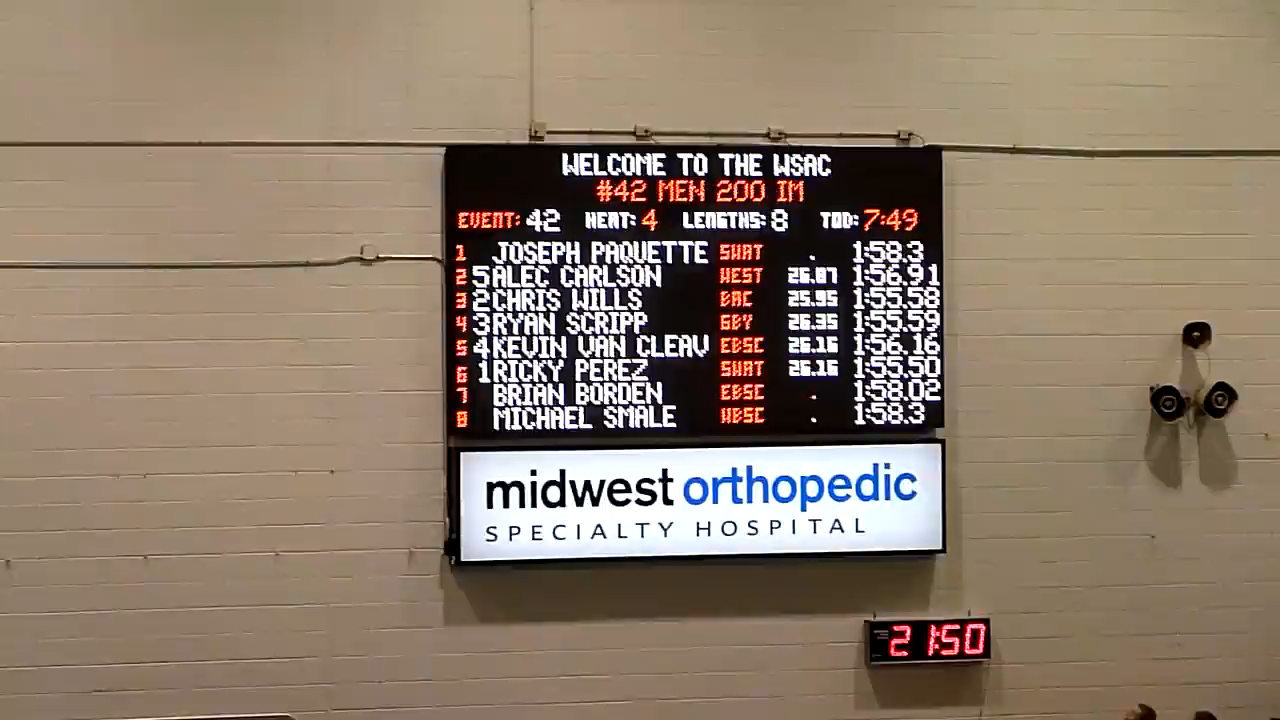 WELCOME TO THE WSAC
#42 MEN 200 IM
EVENT: 42 HEAT: 4 LENGTHS: 8 TOD: 7:49
1 JOSEPH PAQUETTE SWAT . 1:58.3
2 5 ALEC CARLSON WEST 26.87 1:56.91
3 2 CHRIS WILLS BAC 25.95 1:55.58
4 3 RYAN SCRIPP GBY 26.35 1:55.59
5 4 KEVIN VAN CLEAV EBSC 26.16 1:56.16
6 1 RICKY PEREZ SWAT 26.16 1:55.50
7 BRIAN BORDEN EBSC . 1:58.02
8 MICHAEL SMALE WBSC . 1:58.3
midwest orthopedic
SPECIALTY HOSPITAL
21:50